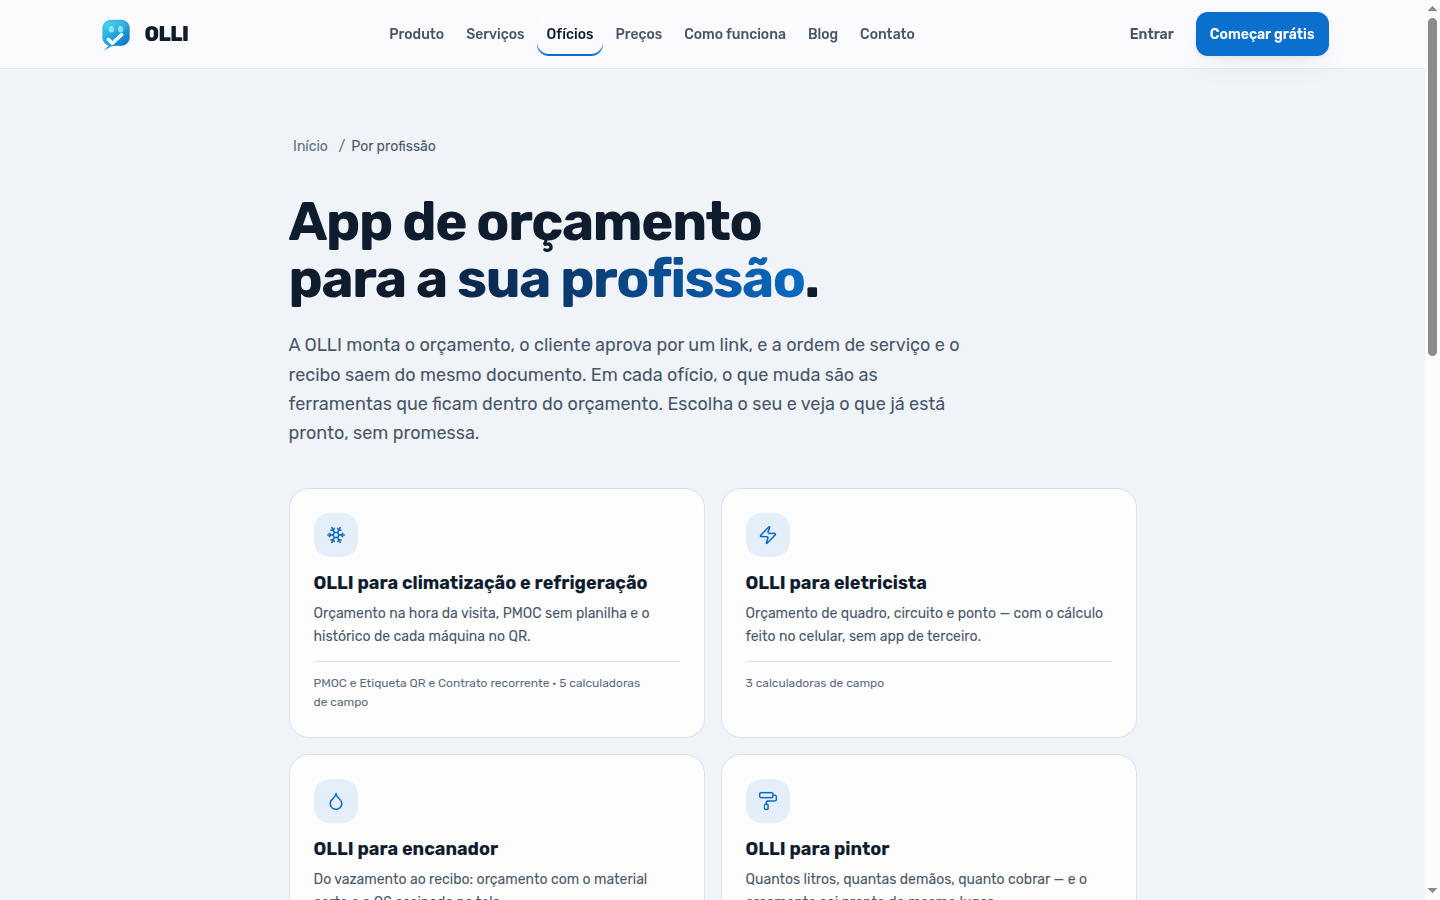 OLLI
Produto
Serviços
Ofícios
Preços
Como funciona
Blog
Contato
Entrar
Começar grátis
Início / Por profissão
App de orçamento
para a sua profissão.
A OLLI monta o orçamento, o cliente aprova por um link, e a ordem de serviço e o
recibo saem do mesmo documento. Em cada ofício, o que muda são as
ferramentas que ficam dentro do orçamento. Escolha o seu e veja o que já está
pronto, sem promessa.
OLLI para climatização e refrigeração
Orçamento na hora da visita, PMOC sem planilha e o
histórico de cada máquina no QR.
PMOC e Etiqueta QR e Contrato recorrente • 5 calculadoras
de campo
OLLI para eletricista
Orçamento de quadro, circuito e ponto — com o cálculo
feito no celular, sem app de terceiro.
3 calculadoras de campo
OLLI para encanador
Do vazamento ao recibo: orçamento com o material
OLLI para pintor
Quantos litros, quantas demãos, quanto cobrar — e o